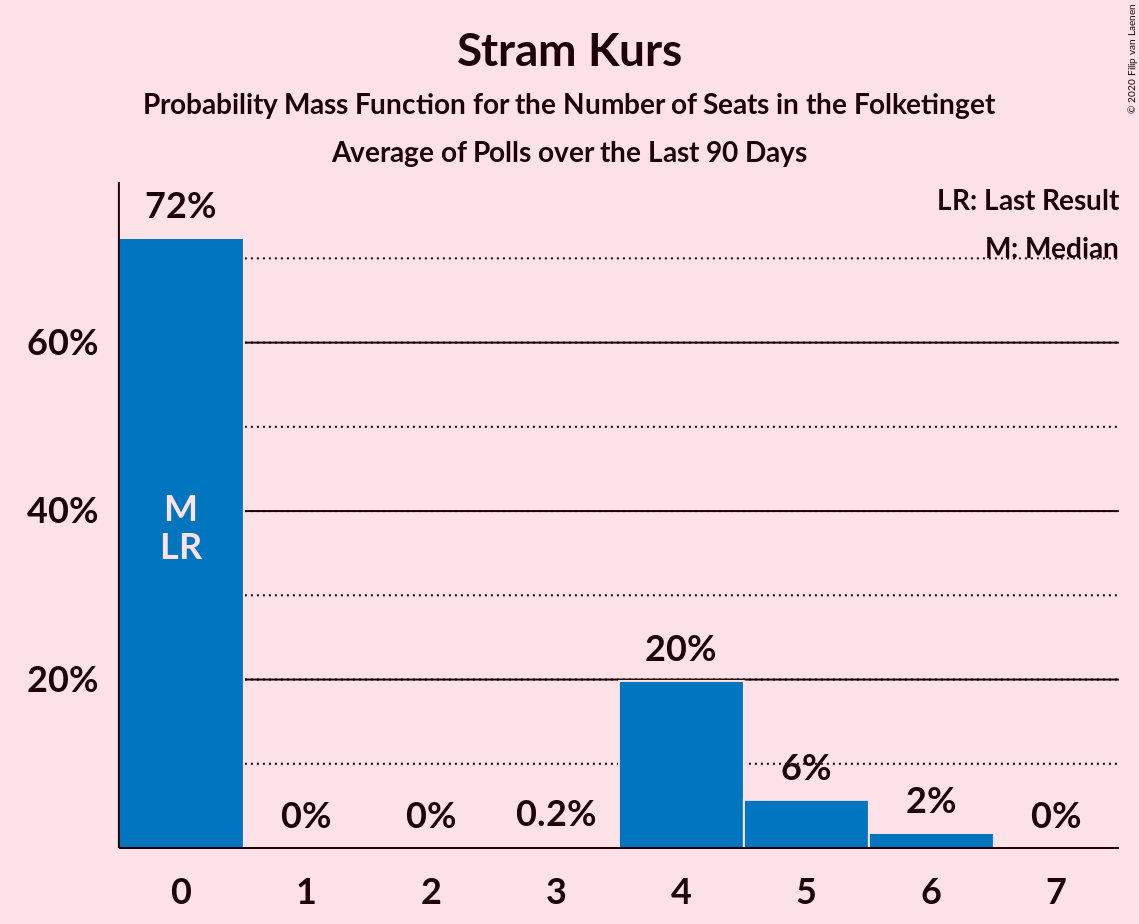 Stram Kurs
Probability Mass Function for the Number of Seats in the Folketinget
Average of Polls over the Last 90 Days
© 2020 Filip van Laenen
LR: Last Result
M: Median
72%
60%
40%
20%
M
LR
0%
0%
0.2%
20%
6%
2%
0%
0
1
2
3
4
5
6
7